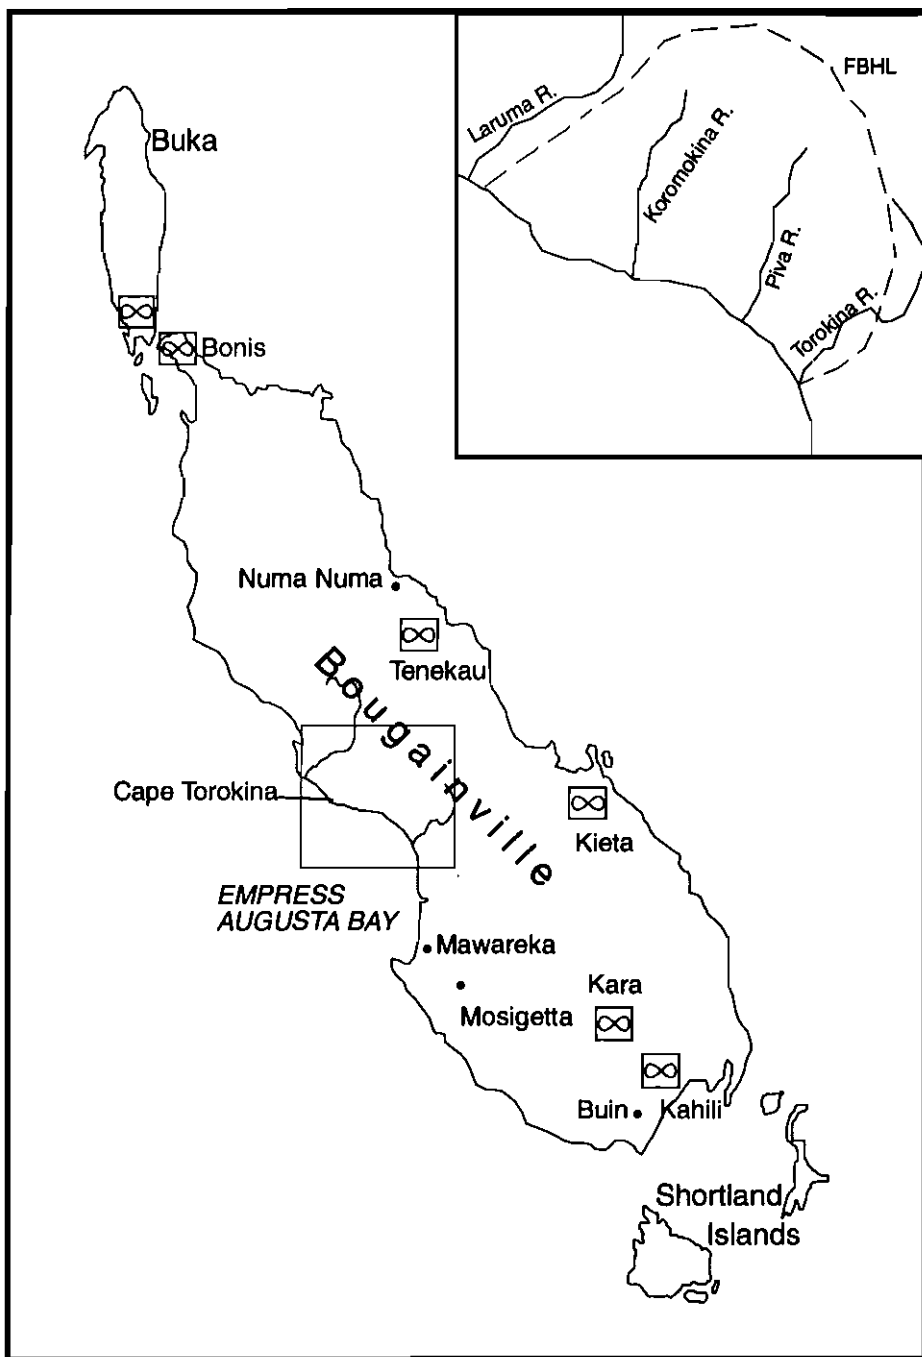 FBHL
Laruma R.
Koromokina R.
Piva R.
Torokina R.
Buka
Bonis
Numa Numa
Tenekau
Bougainville
Cape Torokina
Kieta
EMPRESS
AUGUSTA BAY
Mawareka
Kara
Mosigetta
Buin
Kahili
Shortland
Islands